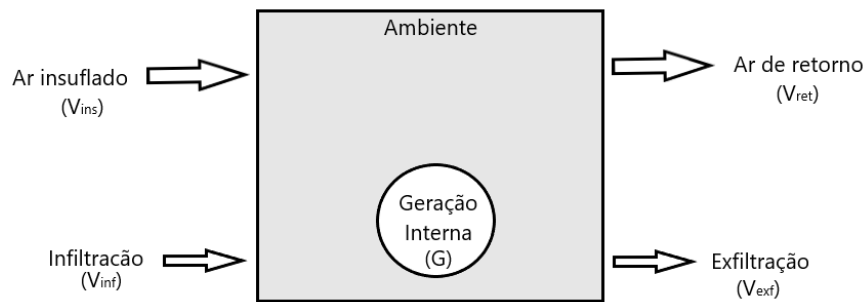 Ambiente
Ar insuflado
(Vins)
Ar de retorno
(Vret)
Geração
Interna
(G)
Infiltracão
(Vinf)
Exfiltração
(Vexf)